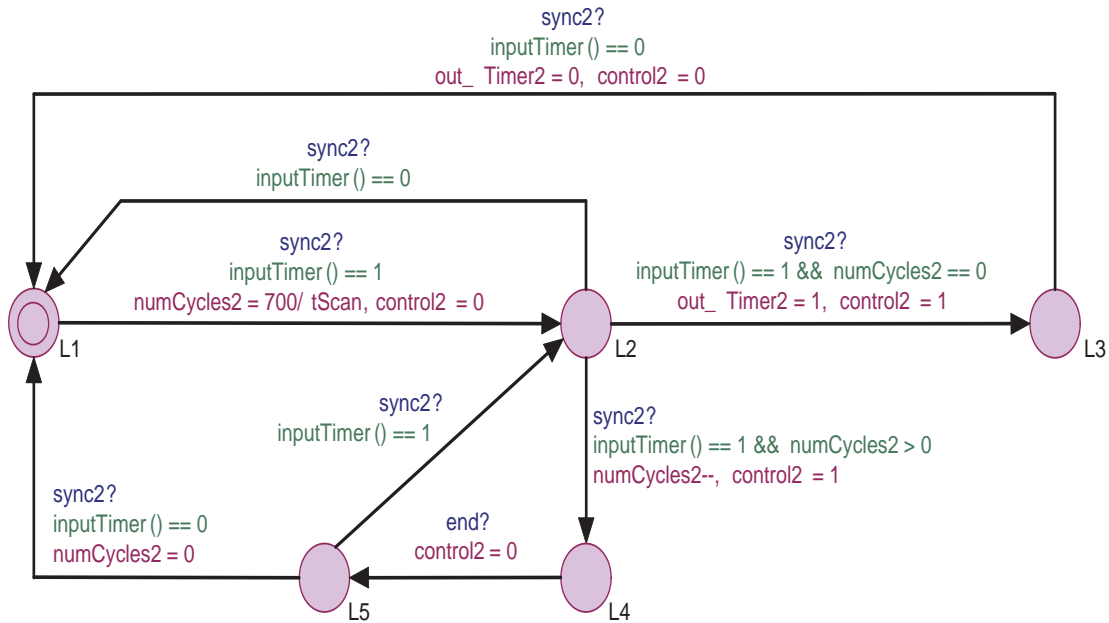 sync2?
inputTimer () == 0
out_ Timer2 = 0, control2 = 0
sync2?
inputTimer () == 0
sync2?
inputTimer () == 1
numCycles2 = 700/ tScan, control2 = 0
sync2?
inputTimer () == 1 && numCycles2 == 0
out_ Timer2 = 1, control2 = 1
L1
L2
L3
sync2?
inputTimer () == 1
sync2?
inputTimer () == 1 && numCycles2 > 0
numCycles2--, control2 = 1
sync2?
inputTimer () == 0
numCycles2 = 0
end?
control2 = 0
L5
L4